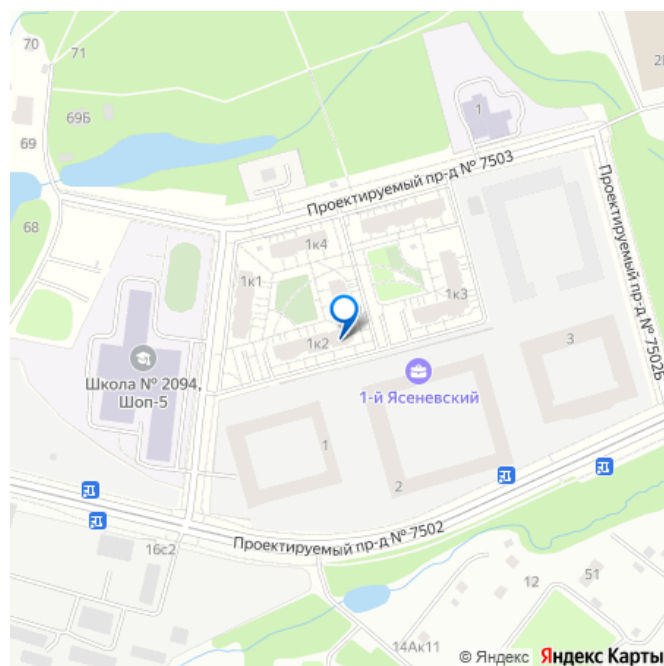 70
71
69Б
69
1
Проектируемый пр-д № 7503
68
1к4
1к1
1к3
Проектируемый пр-д № 7502Б
1к2
3
Школа № 2094,
Шоп-5
1-й Ясеневский
1
2
Проектируемый пр-д № 7502
16с2
51
12
14Ак11
© Яндекс Яндекс Карты